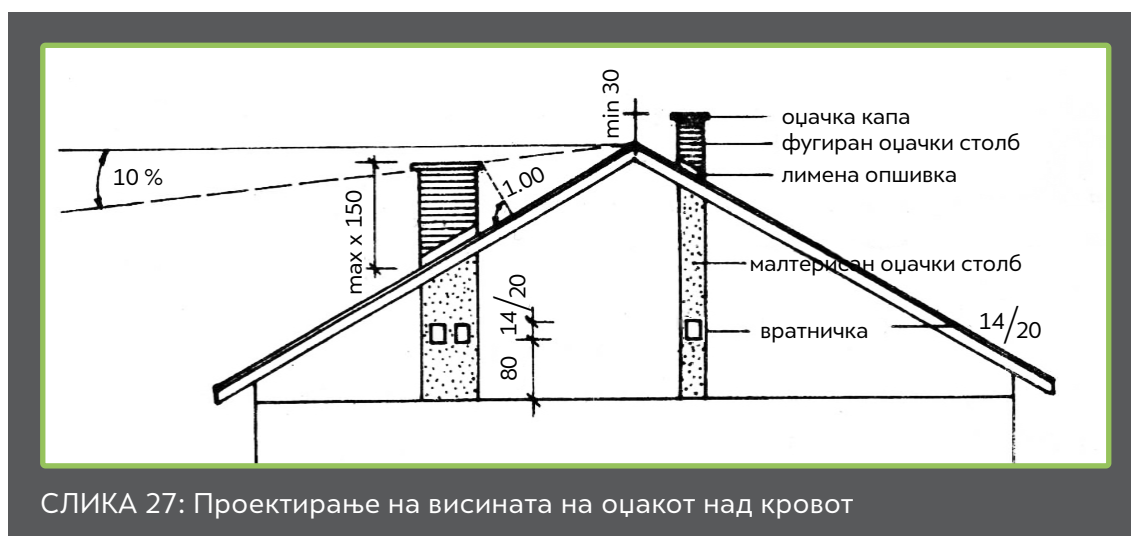 min 30
оџачка капа
фугиран оџачки столб
лимена опшивка
10 %
1.00
max x 150
малтерисан оџачки столб
14/20
вратничка
14/20
80
СЛИКА 27: Проектирање на висината на оџакот над кровот